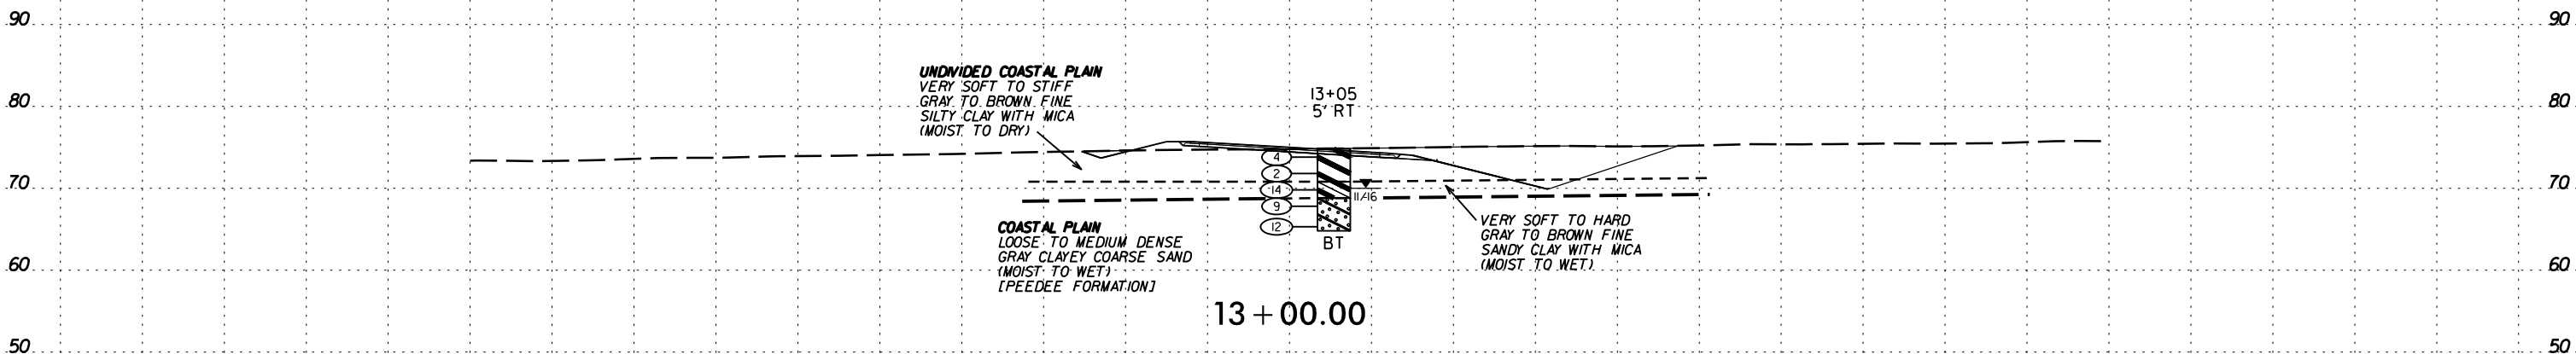 90
90
UNDIVIDED COASTAL PLAIN
VERY SOFT TO STIFF
GRAY TO BROWN FINE
SILTY CLAY WITH MICA
(MOIST TO DRY)
13+05
5' RT
80
80
4
2
14
9
12
11/16
BT
70
70
COASTAL PLAIN
LOOSE TO MEDIUM DENSE
GRAY CLAYEY COARSE SAND
(MOIST TO WET)
[PEEDEE FORMATION]
VERY SOFT TO HARD
GRAY TO BROWN FINE
SANDY CLAY WITH MICA
(MOIST TO WET)
60
60
13+00.00
50
50